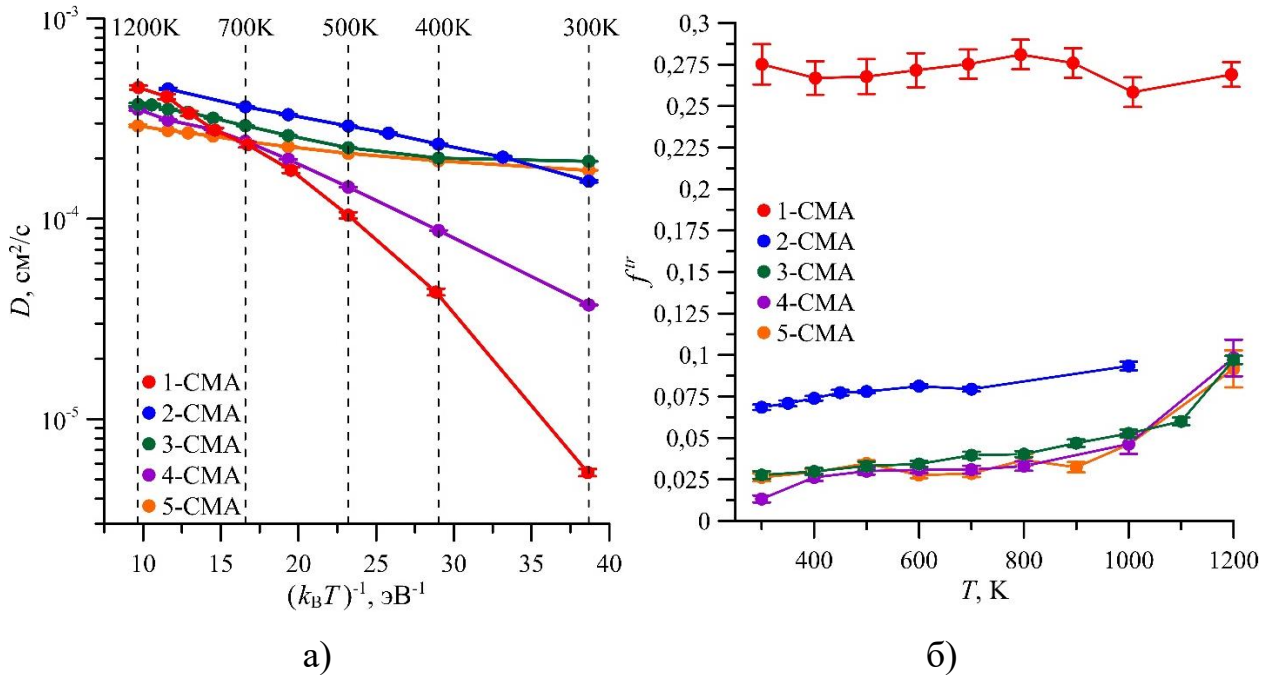 10⁻³
1200K 700K 500K 400K 300K
10⁻⁴
10⁻⁵
D, см²/с
1-CMA
2-CMA
3-CMA
4-CMA
5-CMA
10 15 20 25 30 35 40
(k_BT)⁻¹, эВ⁻¹
а)
0,3
0,275
0,25
0,225
0,2
0,175
0,15
0,125
0,1
0,075
0,05
0,025
0
f^tr
1-CMA
2-CMA
3-CMA
4-CMA
5-CMA
400 600 800 1000 1200
T, K
б)